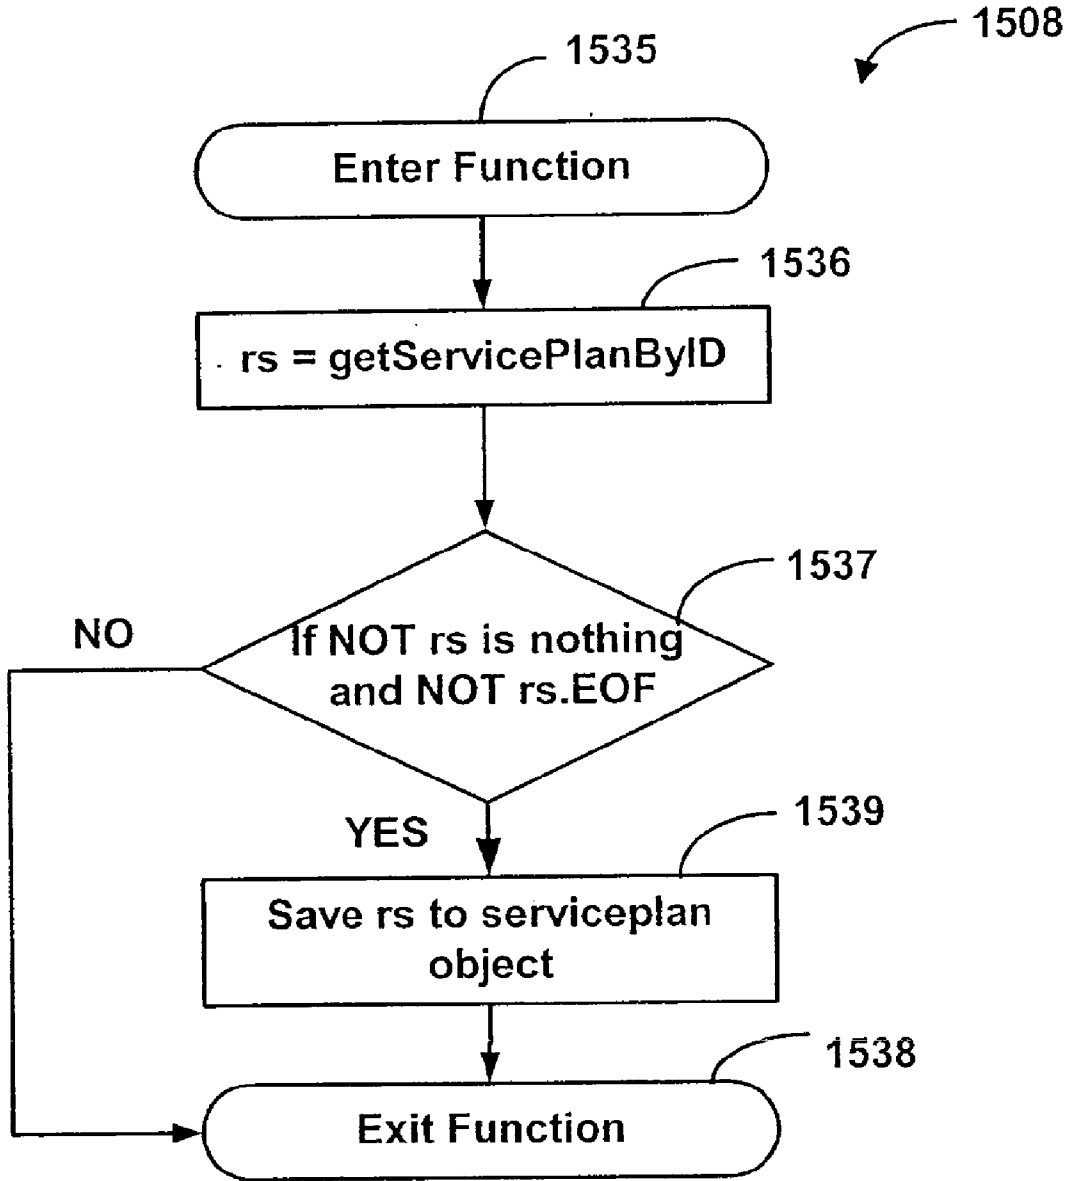 1508
1535
Enter Function
1536
rs = getServicePlanByID
1537
NO
If NOT rs is nothing
and NOT rs.EOF
YES
1539
Save rs to serviceplan
object
1538
Exit Function